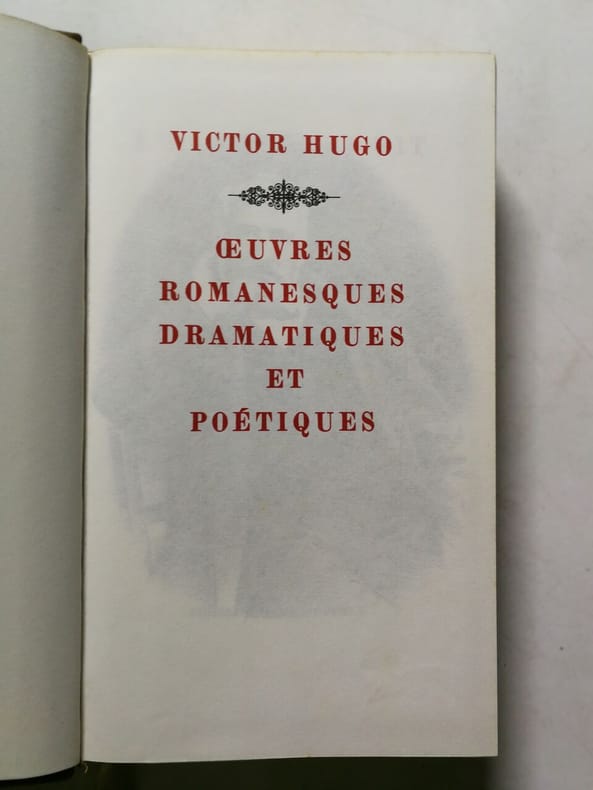 VICTOR HUGO
ŒUVRES
ROMANESQUES
DRAMATIQUES
ET
POÉTIQUES